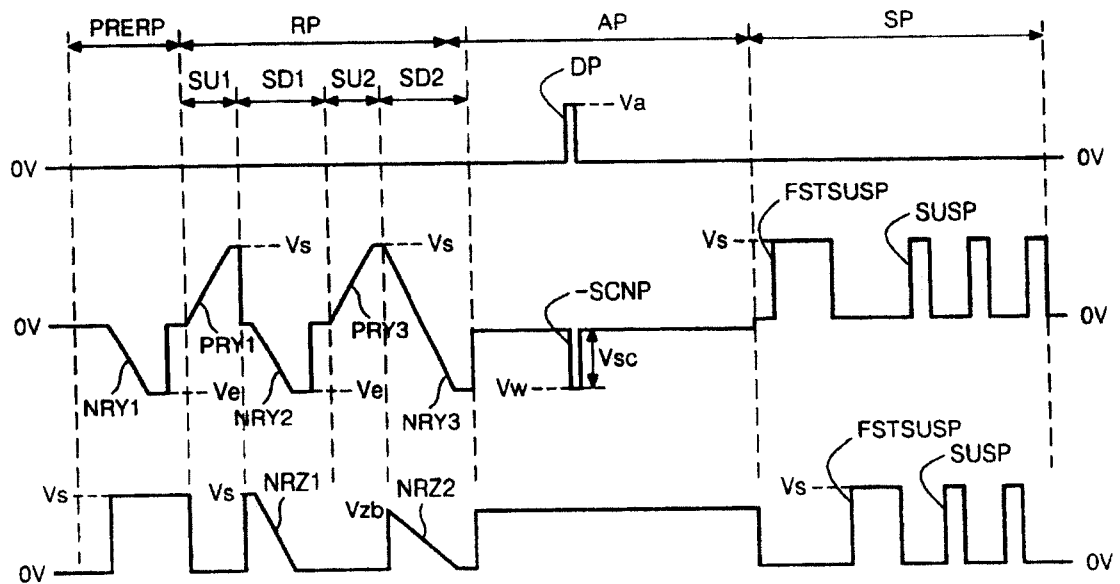 PRERP RP AP SP
SU1 SD1 SU2 SD2 DP
Va
0V 0V
FSTSUSP SUSP
Vs Vs Vs
-SCNP
0V PRY1 PRY3 0V
Vsc
Ve Ve Vw
NRY1 NRY2 NRY3
FSTSUSP SUSP
Vs Vs NRZ1 NRZ2 Vs
Vzb
0V 0V